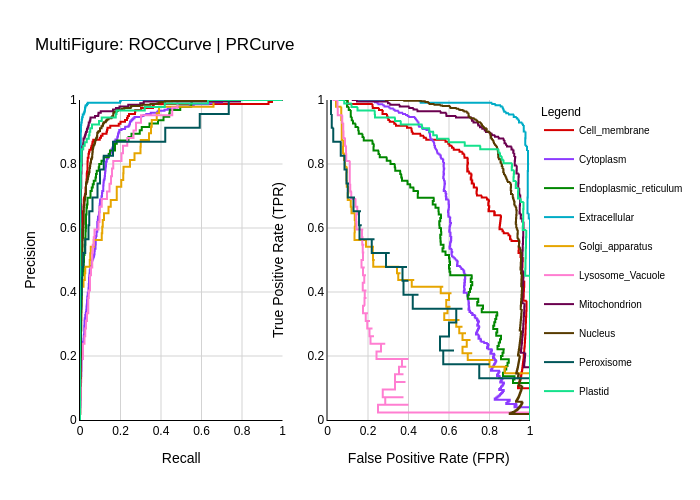 MultiFigure: ROCCurve | PRCurve
Precision
1
0.8
0.6
0.4
0.2
0
0
0.2
0.4
0.6
0.8
1
Recall
True Positive Rate (TPR)
1
0.8
0.6
0.4
0.2
0
0
0.2
0.4
0.6
0.8
1
False Positive Rate (FPR)
Legend
Cell_membrane
Cytoplasm
Endoplasmic_reticulum
Extracellular
Golgi_apparatus
Lysosome_Vacuole
Mitochondrion
Nucleus
Peroxisome
Plastid